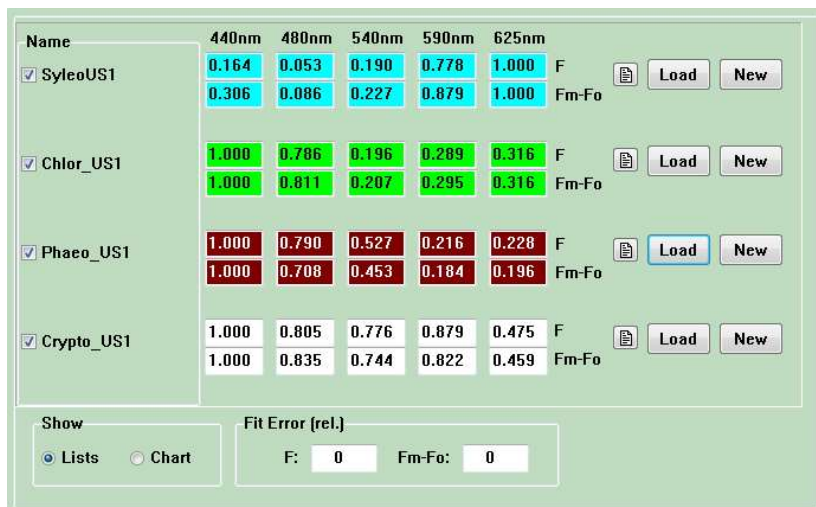 Name 440nm 480nm 540nm 590nm 625nm
SyleoUS1 0.164 0.053 0.190 0.778 1.000 F Load New
0.306 0.086 0.227 0.879 1.000 Fm-Fo
Chlor_US1 1.000 0.786 0.196 0.289 0.316 F Load New
1.000 0.811 0.207 0.295 0.316 Fm-Fo
Phaeo_US1 1.000 0.790 0.527 0.216 0.228 F Load New
1.000 0.708 0.453 0.184 0.196 Fm-Fo
Crypto_US1 1.000 0.805 0.776 0.879 0.475 F Load New
1.000 0.835 0.744 0.822 0.459 Fm-Fo
Show Fit Error (rel.)
Lists Chart F: 0 Fm-Fo: 0